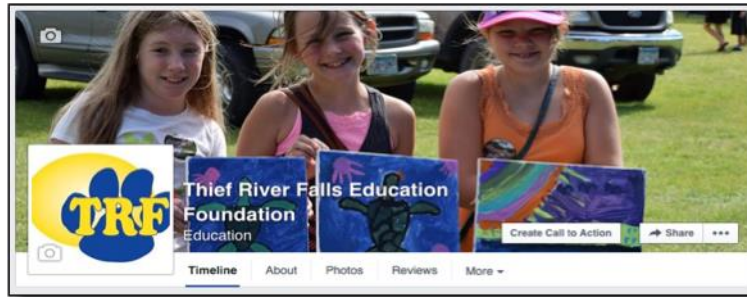 TRF
Thief River Falls Education
Foundation
Education
Create Call to Action
Share
Timeline
About
Photos
Reviews
More